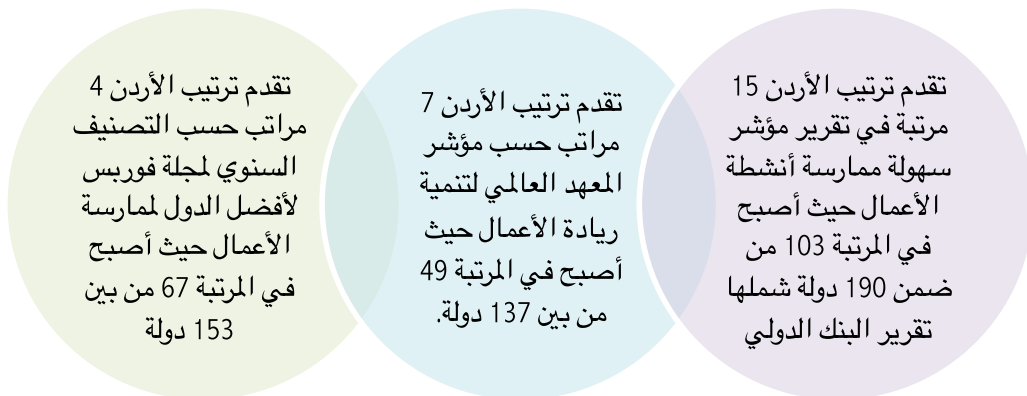 تقدم ترتيب الأردن 15
مرتبة في تقرير مؤشر
سهولة ممارسة أنشطة
الأعمال حيث أصبح
في المرتبة 103 من
ضمن 190 دولة شملها
تقرير البنك الدولي
تقدم ترتيب الأردن 7
مراتب حسب مؤشر
المعهد العالمي لتنمية
ريادة الأعمال حيث
أصبح في المرتبة 49
من بين 137 دولة.
تقدم ترتيب الأردن 4
مراتب حسب التصنيف
السنوي لمجلة فوربس
لأفضل الدول لممارسة
الأعمال حيث أصبح
في المرتبة 67 من بين
153 دولة